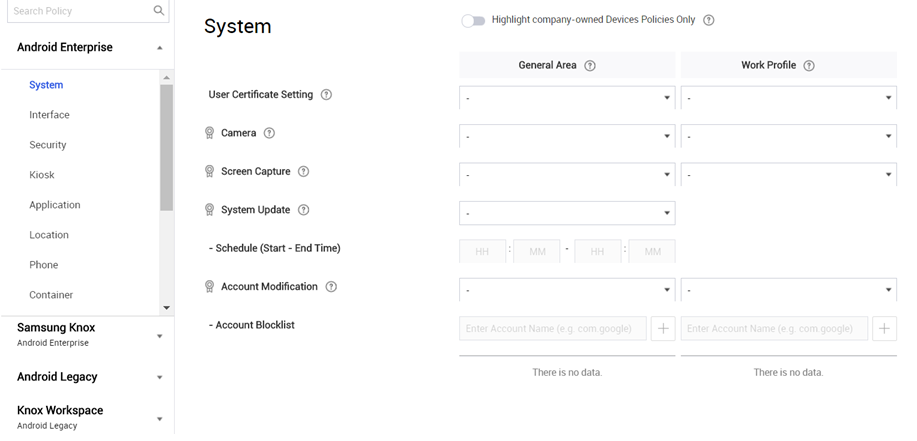 Search Policy
Android Enterprise
System
Interface
Security
Kiosk
Application
Location
Phone
Container
Samsung Knox
Android Enterprise
Android Legacy
Knox Workspace
Android Legacy
System
Highlight company-owned Devices Policies Only ?
General Area ? Work Profile ?
User Certificate Setting ? - -
Camera ? - -
Screen Capture ? - -
System Update ? -
- Schedule (Start - End Time) HH : MM - HH : MM
Account Modification ? - -
- Account Blocklist Enter Account Name (e.g. com.google) + Enter Account Name (e.g. com.google) +
There is no data. There is no data.